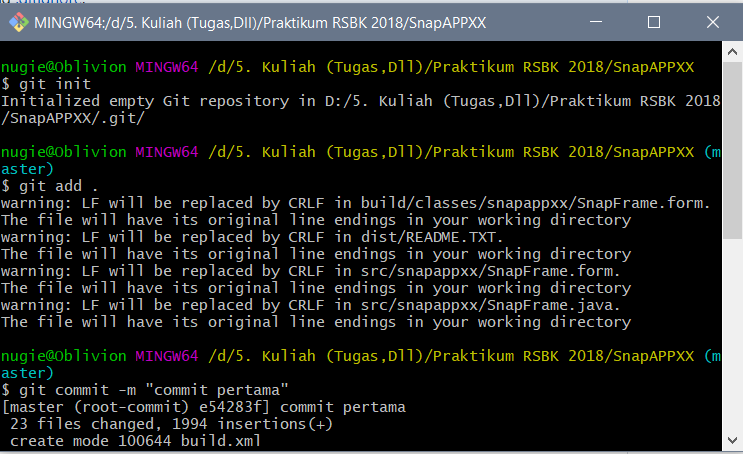 MINGW64:/d/5. Kuliah (Tugas,Dll)/Praktikum RSBK 2018/SnapAPPXX
nugie@Oblivion MINGW64 /d/5. Kuliah (Tugas,Dll)/Praktikum RSBK 2018/SnapAPPXX
$ git init
Initialized empty Git repository in D:/5. Kuliah (Tugas,Dll)/Praktikum RSBK 2018
/SnapAPPXX/.git/
nugie@Oblivion MINGW64 /d/5. Kuliah (Tugas,Dll)/Praktikum RSBK 2018/SnapAPPXX (m
aster)
$ git add .
warning: LF will be replaced by CRLF in build/classes/snapappxx/SnapFrame.form.
The file will have its original line endings in your working directory
warning: LF will be replaced by CRLF in dist/README.TXT.
The file will have its original line endings in your working directory
warning: LF will be replaced by CRLF in src/snapappxx/SnapFrame.form.
The file will have its original line endings in your working directory
warning: LF will be replaced by CRLF in src/snapappxx/SnapFrame.java.
The file will have its original line endings in your working directory
nugie@Oblivion MINGW64 /d/5. Kuliah (Tugas,Dll)/Praktikum RSBK 2018/SnapAPPXX (m
aster)
$ git commit -m "commit pertama"
[master (root-commit) e54283f] commit pertama
 23 files changed, 1994 insertions(+)
 create mode 100644 build.xml